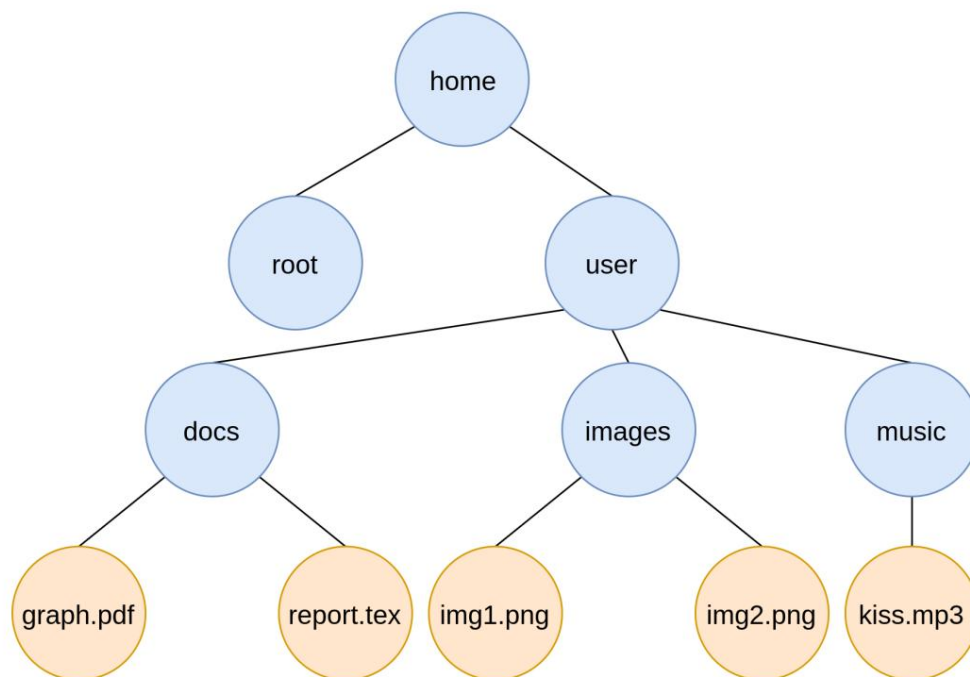 home
root
user
docs
images
music
graph.pdf
report.tex
img1.png
img2.png
kiss.mp3